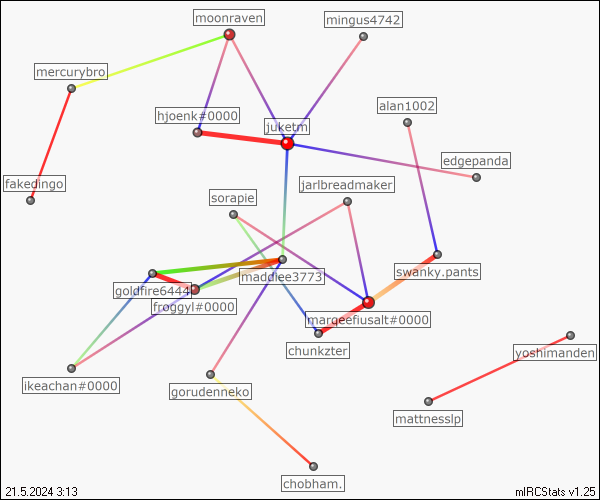 moonraven
mingus4742
mercurybro
alan1002
hjoenk#0000
juketm
edgepanda
fakedingo
jarlbreadmaker
sorapie
maddlee3773
swanky.pants
goldfire6444
froggyl#0000
margeefiusalt#0000
chunkzter
yoshimanden
ikeachan#0000
gorudenneko
mattnesslp
chobham.
21.5.2024 3:13
mIRCStats v1.25